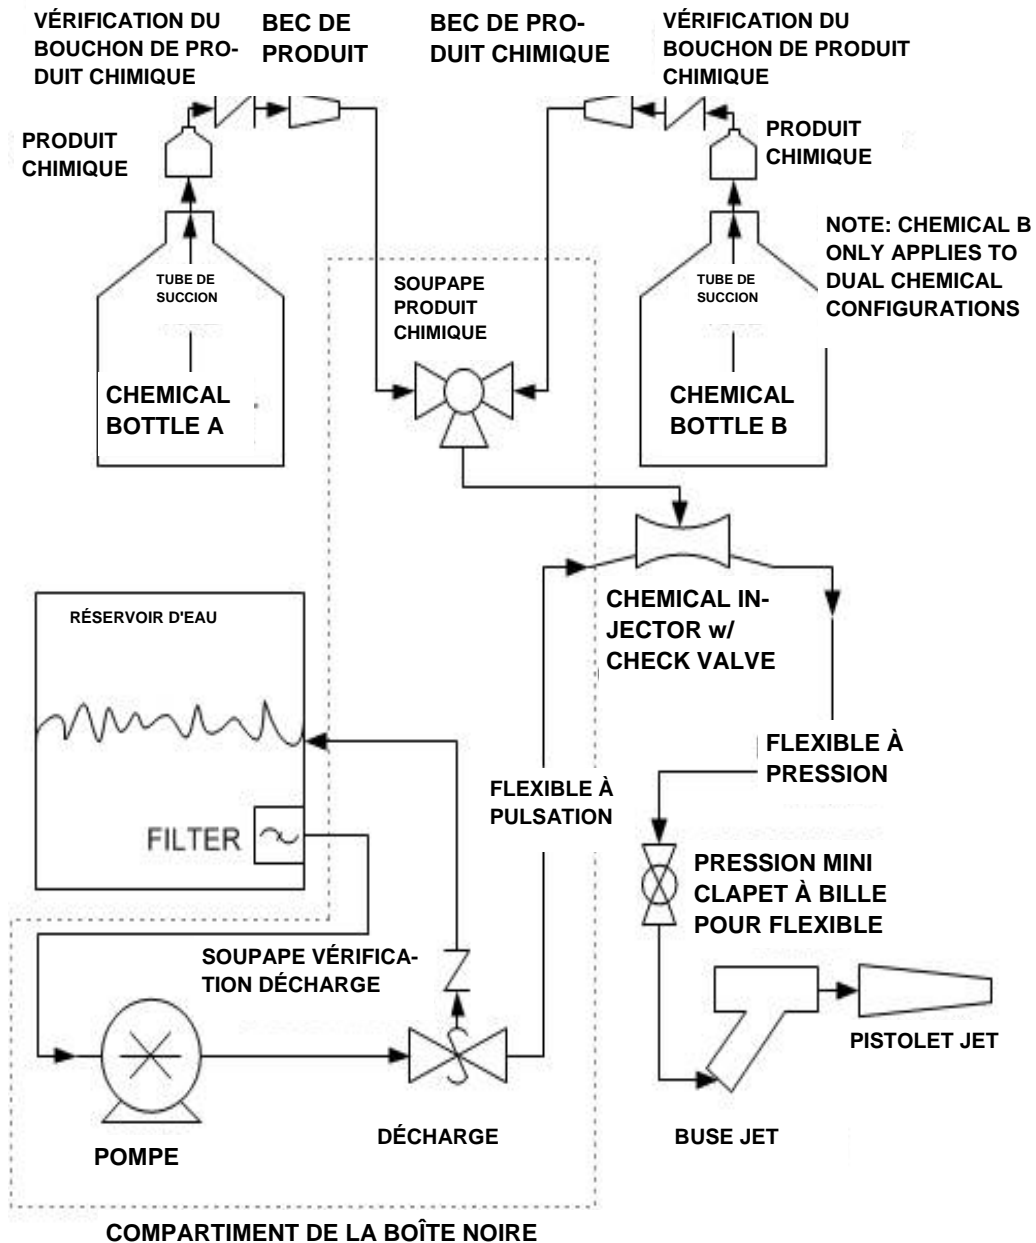 VÉRIFICATION DU
BOUCHON DE PRO-
DUIT CHIMIQUE
BEC DE
PRODUIT
BEC DE PRO-
DUIT CHIMIQUE
VÉRIFICATION DU
BOUCHON DE PRODUIT
CHIMIQUE
PRODUIT
CHIMIQUE
PRODUIT
CHIMIQUE
NOTE: CHEMICAL B
ONLY APPLIES TO
DUAL CHEMICAL
CONFIGURATIONS
TUBE DE
SUCCION
SOUPAPE
PRODUIT
CHIMIQUE
TUBE DE
SUCCION
CHEMICAL
BOTTLE A
CHEMICAL
BOTTLE B
CHEMICAL IN-
JECTOR w/
CHECK VALVE
RÉSERVOIR D'EAU
FLEXIBLE À
PRESSION
FLEXIBLE À
PULSATION
FILTER
PRESSION MINI
CLAPET À BILLE
POUR FLEXIBLE
SOUPAPE VÉRIFICA-
TION DÉCHARGE
PISTOLET JET
DÉCHARGE
BUSE JET
POMPE
COMPARTIMENT DE LA BOÎTE NOIRE